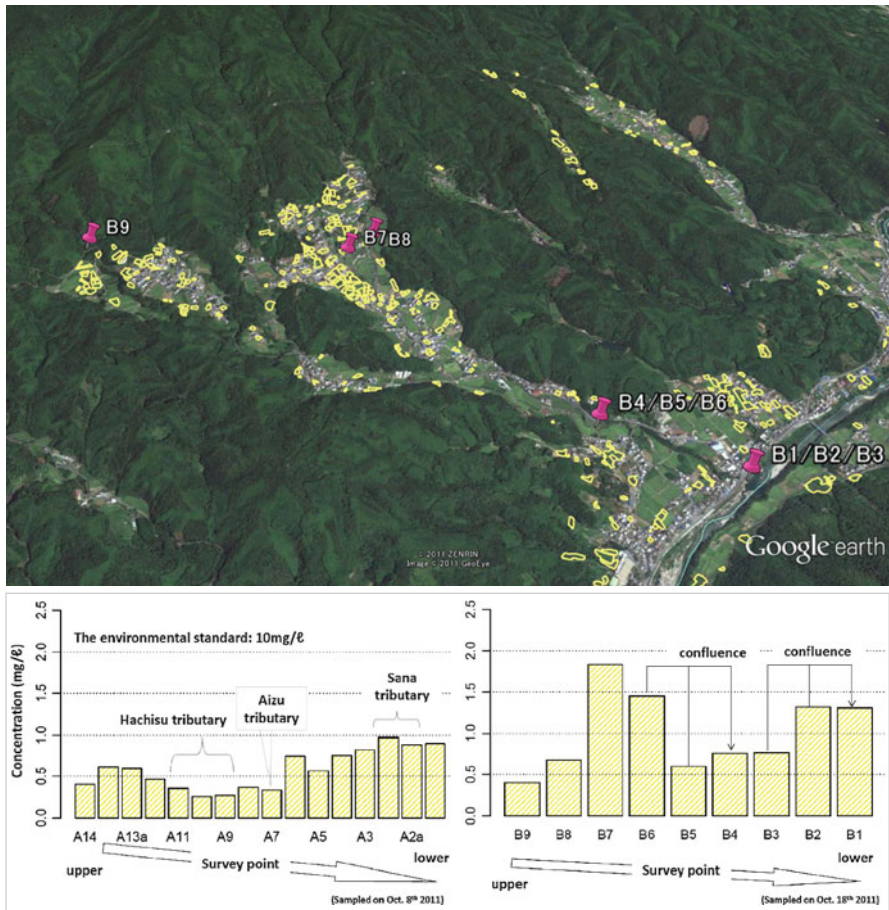 B9
B7 B8
B4/B5/B6
B1/B2/B3
© 2011 ZENRIN
Image © 2011 GeoEye
Google earth
2.5
2.0
1.5
1.0
0.5
0.0
Concentration (mg/ℓ)
The environmental standard: 10mg/ℓ
Hachisu tributary
Aizu
tributary
Sana
tributary
A14 A13a A11 A9 A7 A5 A3 A2a
upper
Survey point
lower
(Sampled on Oct. 8th 2011)
2.5
2.0
1.5
1.0
0.5
0.0
confluence confluence
B9 B8 B7 B6 B5 B4 B3 B2 B1
upper
Survey point
lower
(Sampled on Oct. 18th 2011)